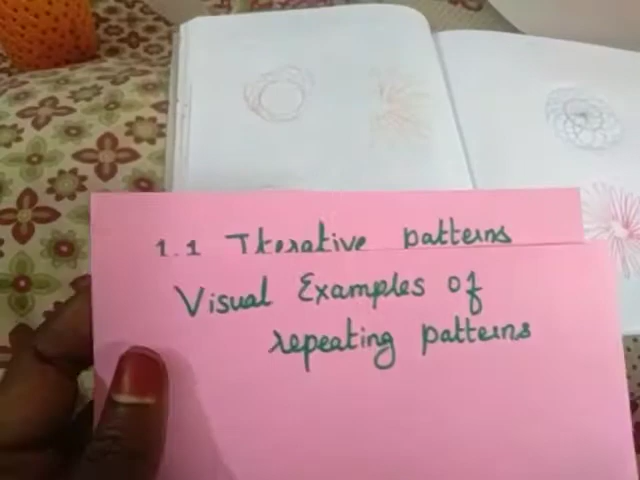 1.1 Iterative patterns
Visual Examples of
repeating patterns